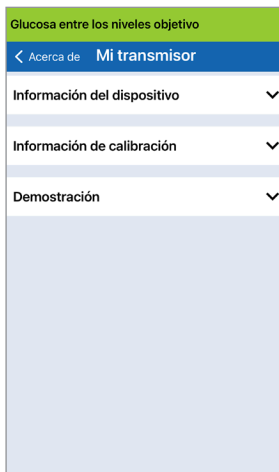 Glucosa entre los niveles objetivo
Acerca de Mi transmisor
Información del dispositivo
Información de calibración
Demostración